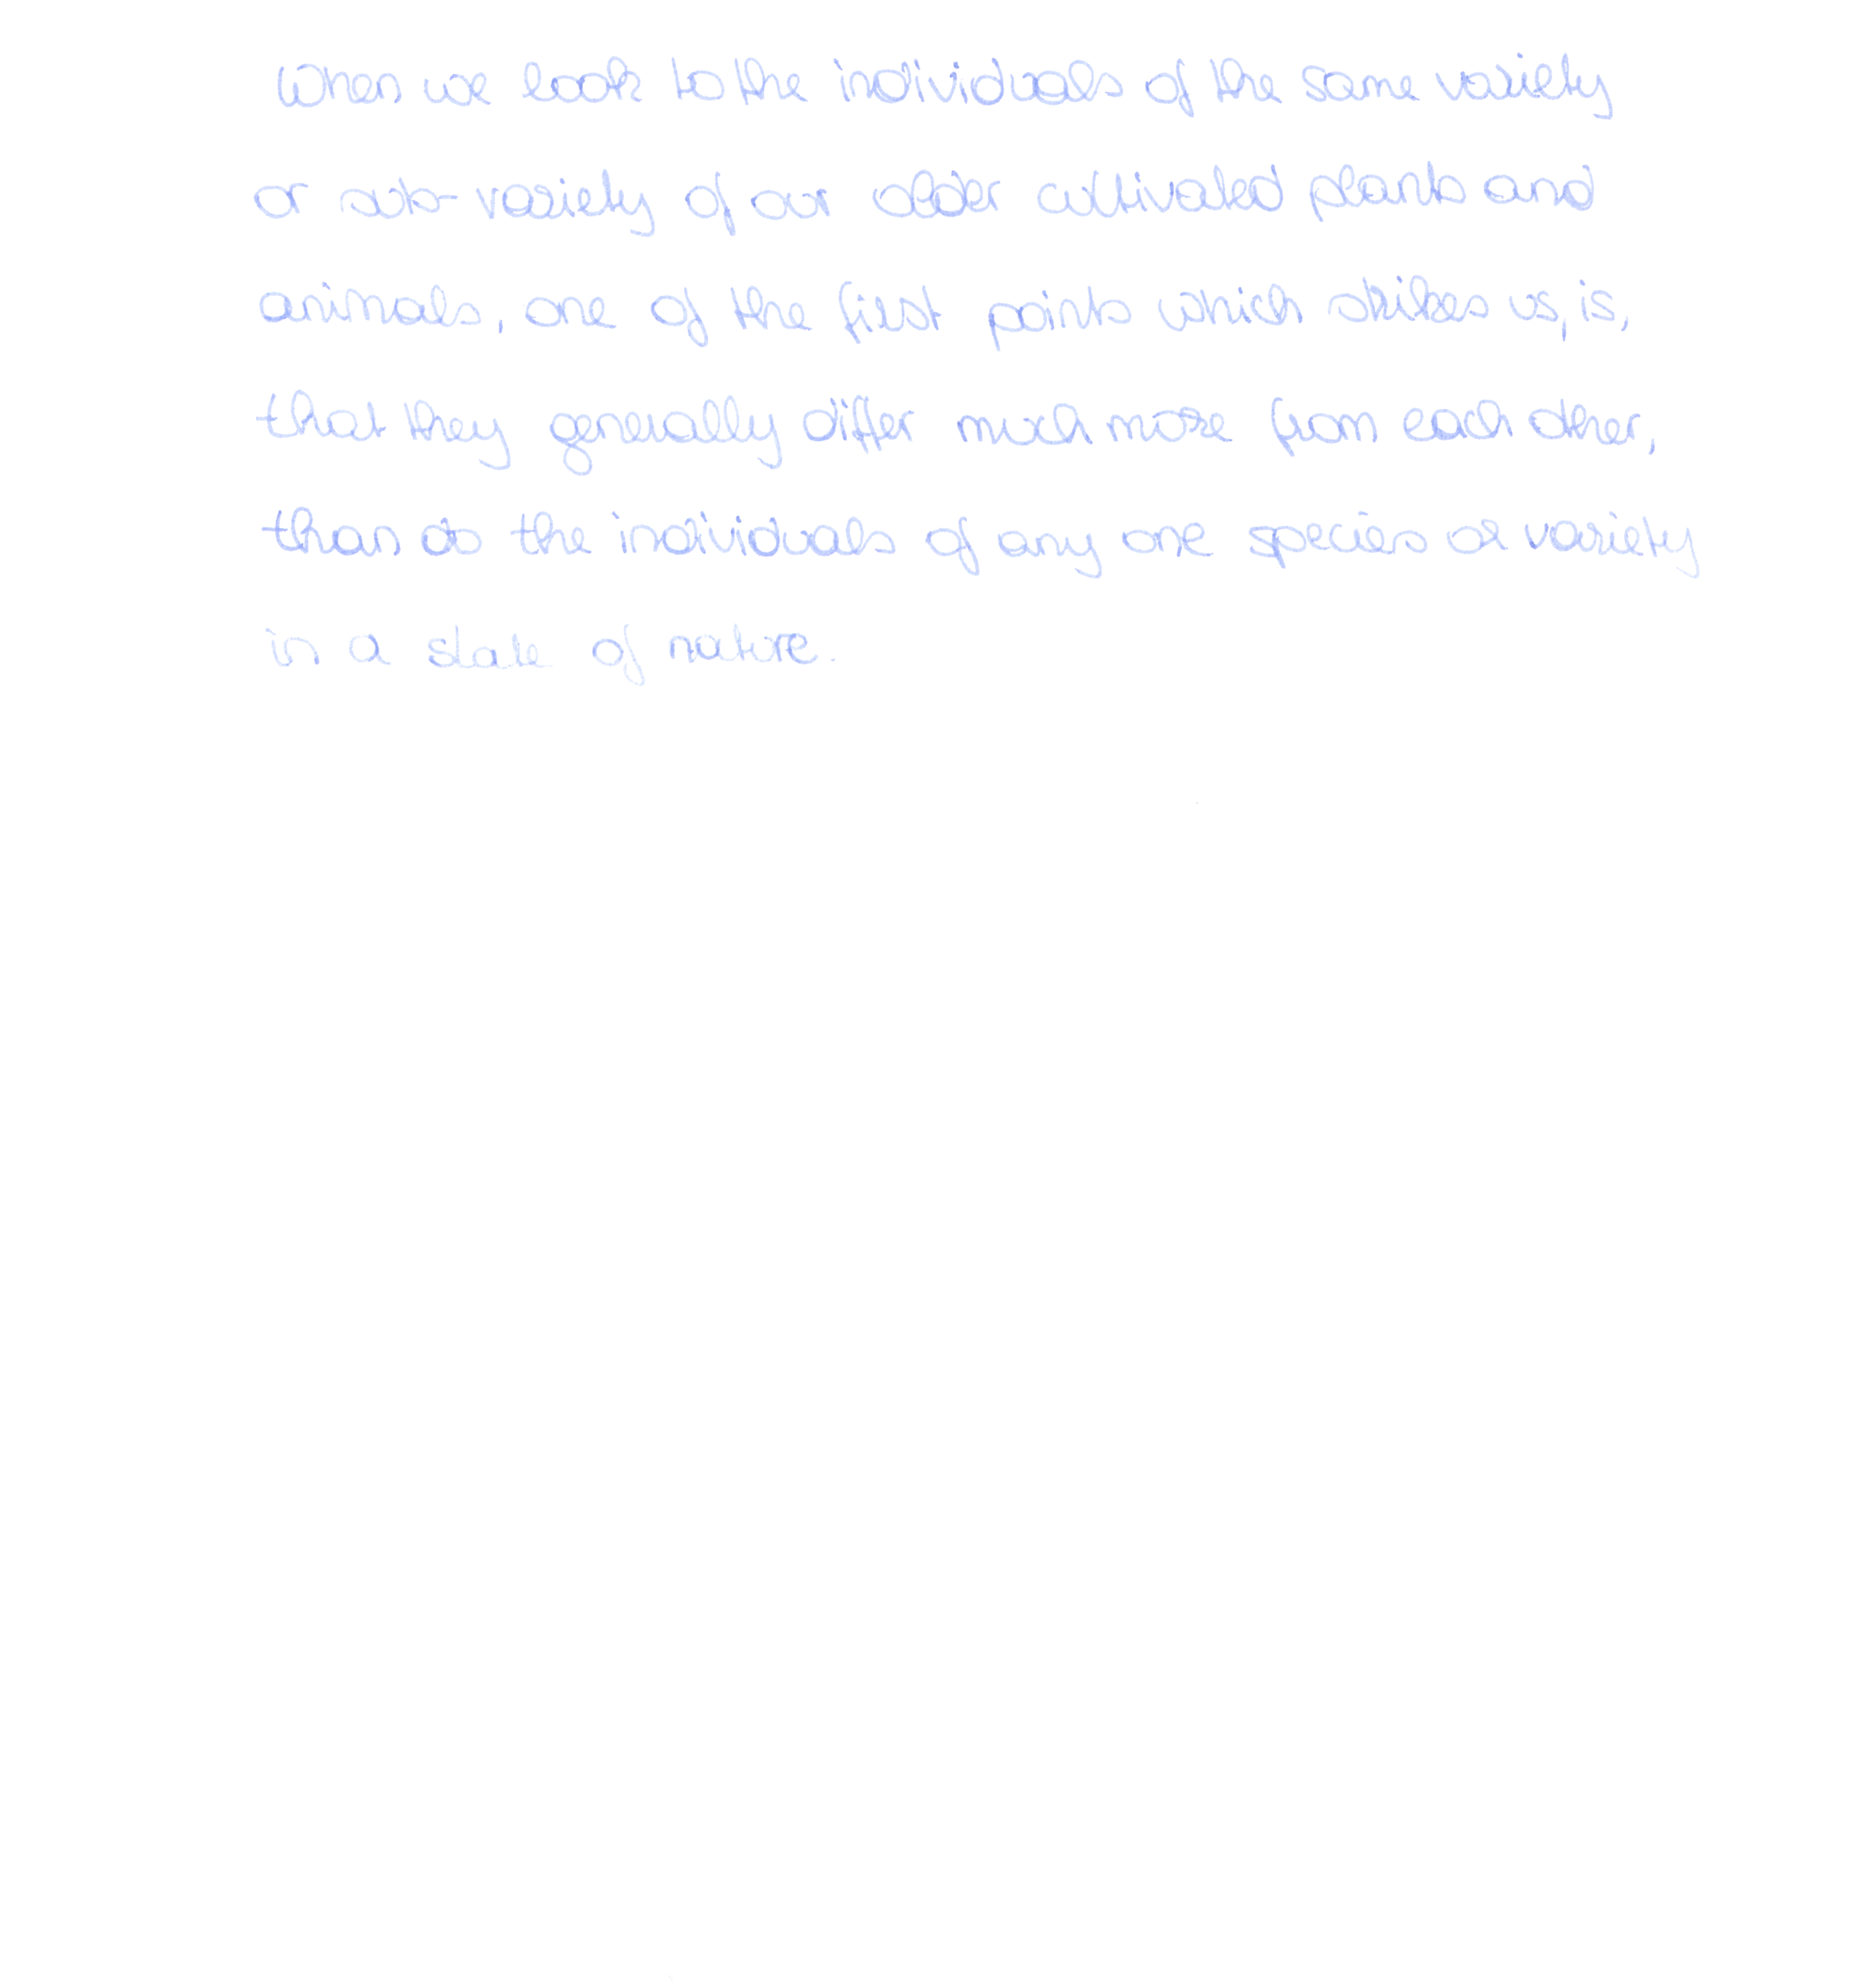 When we look to the individuals of the same variety
or sub-variety of our older cultivated plants and
animals, one of the first points which strikes us, is,
that they generally differ much more from each other,
than do the individuals of any one species or variety
in a state of nature.